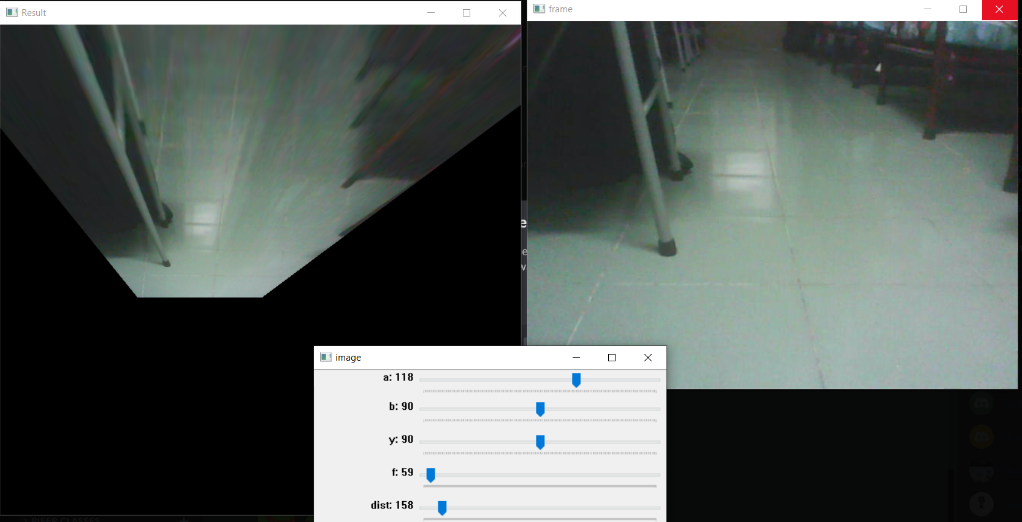 Result
frame
image
a: 118
b: 90
y: 90
f: 59
dist: 158